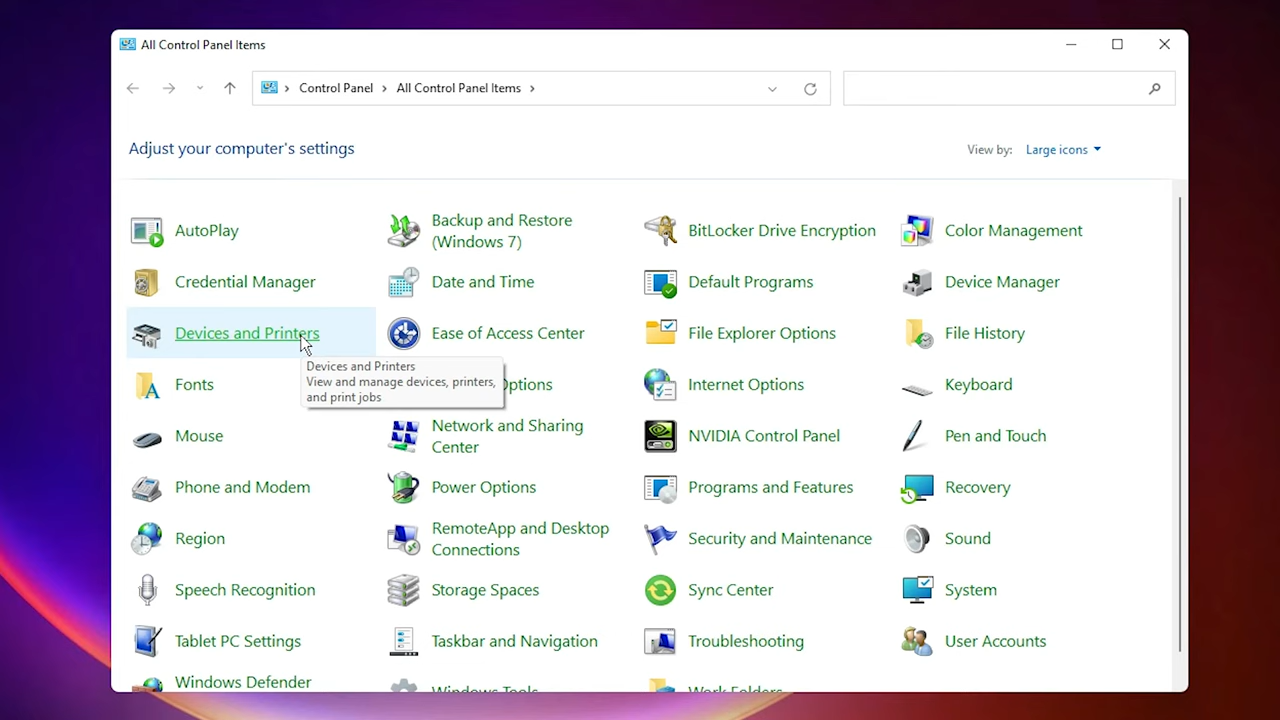 All Control Panel Items
Control Panel
All Control Panel Items
Adjust your computer's settings
View by:
Large icons
AutoPlay
Backup and Restore
(Windows 7)
BitLocker Drive Encryption
Color Management
Credential Manager
Date and Time
Default Programs
Device Manager
Devices and Printers
Ease of Access Center
File Explorer Options
File History
Devices and Printers
View and manage devices, printers,
and print jobs
Fonts
Options
Internet Options
Keyboard
Mouse
Network and Sharing
Center
NVIDIA Control Panel
Pen and Touch
Phone and Modem
Power Options
Programs and Features
Recovery
Region
RemoteApp and Desktop
Connections
Security and Maintenance
Sound
Speech Recognition
Storage Spaces
Sync Center
System
Tablet PC Settings
Taskbar and Navigation
Troubleshooting
User Accounts
Windows Defender
Windows Tools
Work Folders